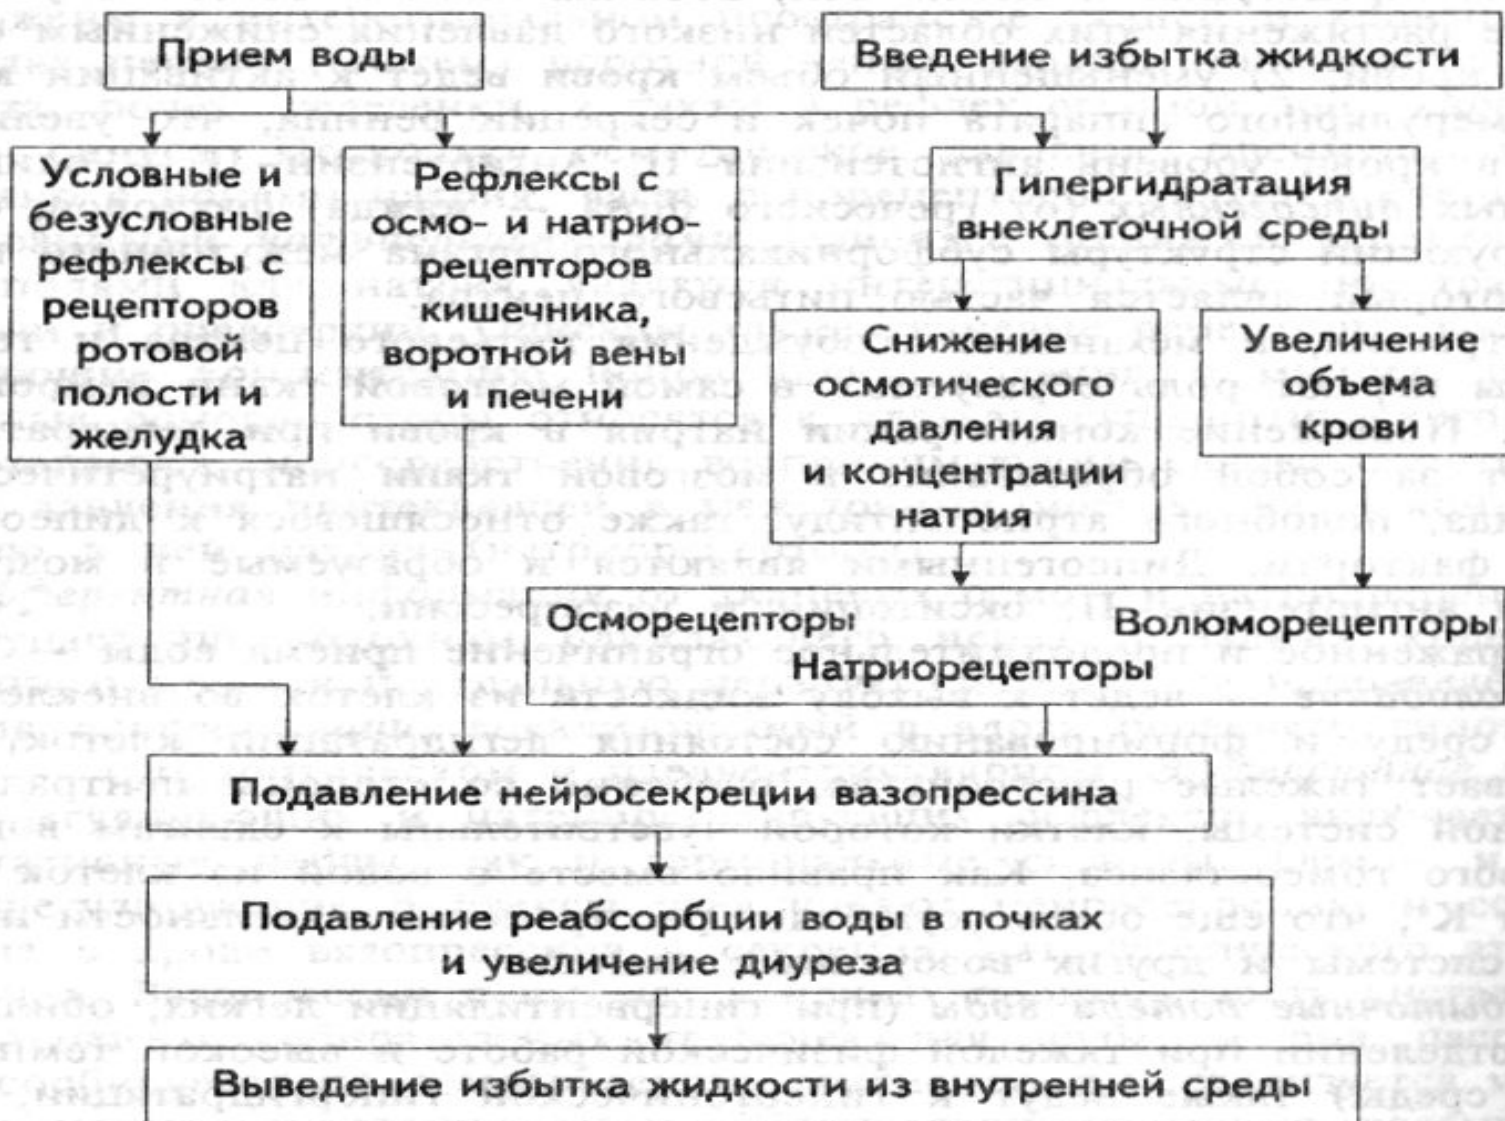 Прием воды
Введение избытка жидкости
Условные и
безусловные
рефлексы с
рецепторов
ротовой
полости и
желудка
Рефлексы с
осмо- и натрио-
рецепторов
кишечника,
воротной вены
и печени
Гипергидратация
внеклеточной среды
Снижение
осмотического
давления
и концентрации
натрия
Увеличение
объема
крови
Осморецепторы
Волюморецепторы
Натриорецепторы
Подавление нейросекреции вазопрессина
Подавление реабсорбции воды в почках
и увеличение диуреза
Выведение избытка жидкости из внутренней среды